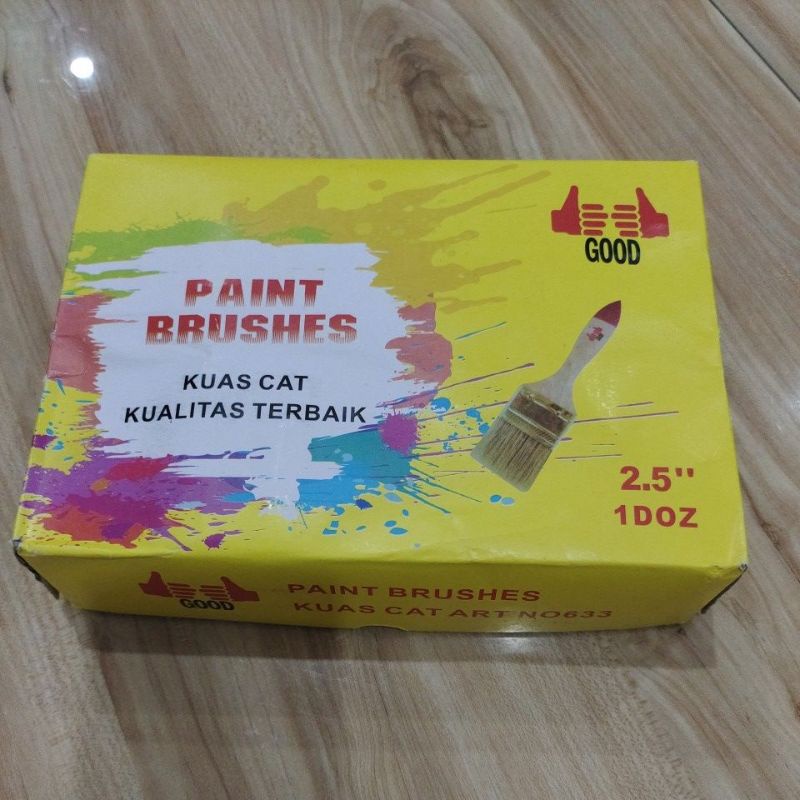 GOOD
PAINT
BRUSHES
KUAS CAT
KUALITAS TERBAIK
2.5''
1DOZ
GOOD
PAINT BRUSHES
KUAS CAT ART NO633